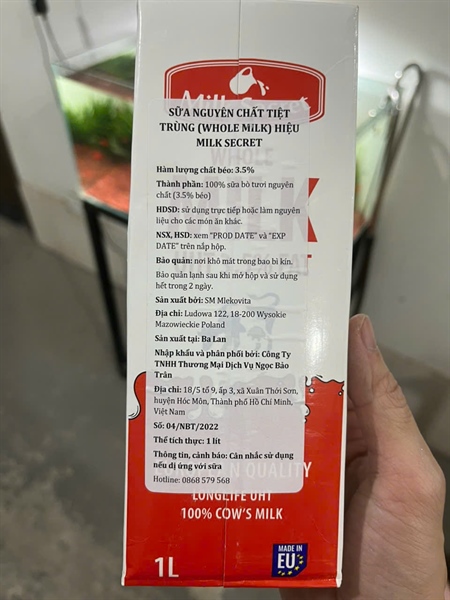 Milk Secret
SỮA NGUYÊN CHẤT TIỆT
TRÙNG (WHOLE MILK) HIỆU
MILK SECRET
WHOLE
Hàm lượng chất béo: 3.5%
Thành phần: 100% sữa bò tươi nguyên
chất (3.5% béo)
HDSD: sử dụng trực tiếp hoặc làm nguyên
liệu cho các món ăn khác.
NSX, HSD: xem "PROD DATE" và "EXP
DATE" trên nắp hộp.
Bảo quản: nơi khô mát trong bao bì kín.
Bảo quản lạnh sau khi mở hộp và sử dụng
hết trong 2 ngày.
Sản xuất bởi: SM Mlekovita
Địa chỉ: Ludowa 122, 18-200 Wysokie
Mazowieckie Poland
Sản xuất tại: Ba Lan
Nhập khẩu và phân phối bởi: Công Ty
TNHH Thương Mại Dịch Vụ Ngọc Bảo
Trân
Địa chỉ: 18/5 tổ 9, ấp 3, xã Xuân Thới Sơn,
huyện Hóc Môn, Thành phố Hồ Chí Minh,
Việt Nam
Số: 04/NBT/2022
Thể tích thực: 1 lít
Thông tin, cảnh báo: Cân nhắc sử dụng
nếu dị ứng với sữa
QUALITY
Hotline: 0868 579 568
LONGLIFE UHT
100% COW'S MILK
1L
MADE IN
EU